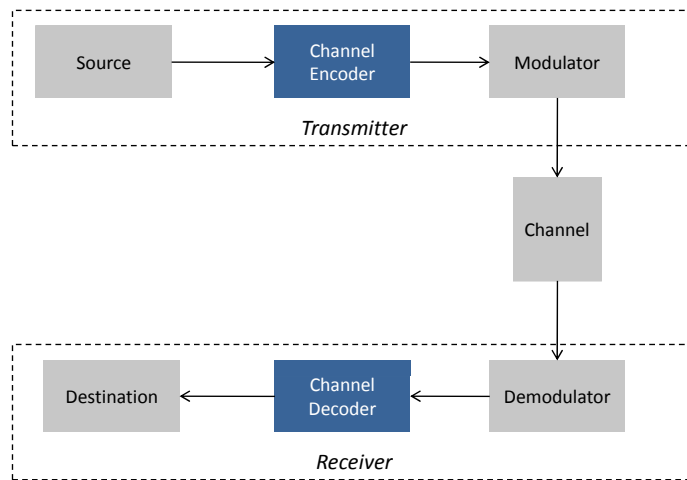 Source
Channel
Encoder
Modulator
Transmitter
Channel
Destination
Channel
Decoder
Demodulator
Receiver